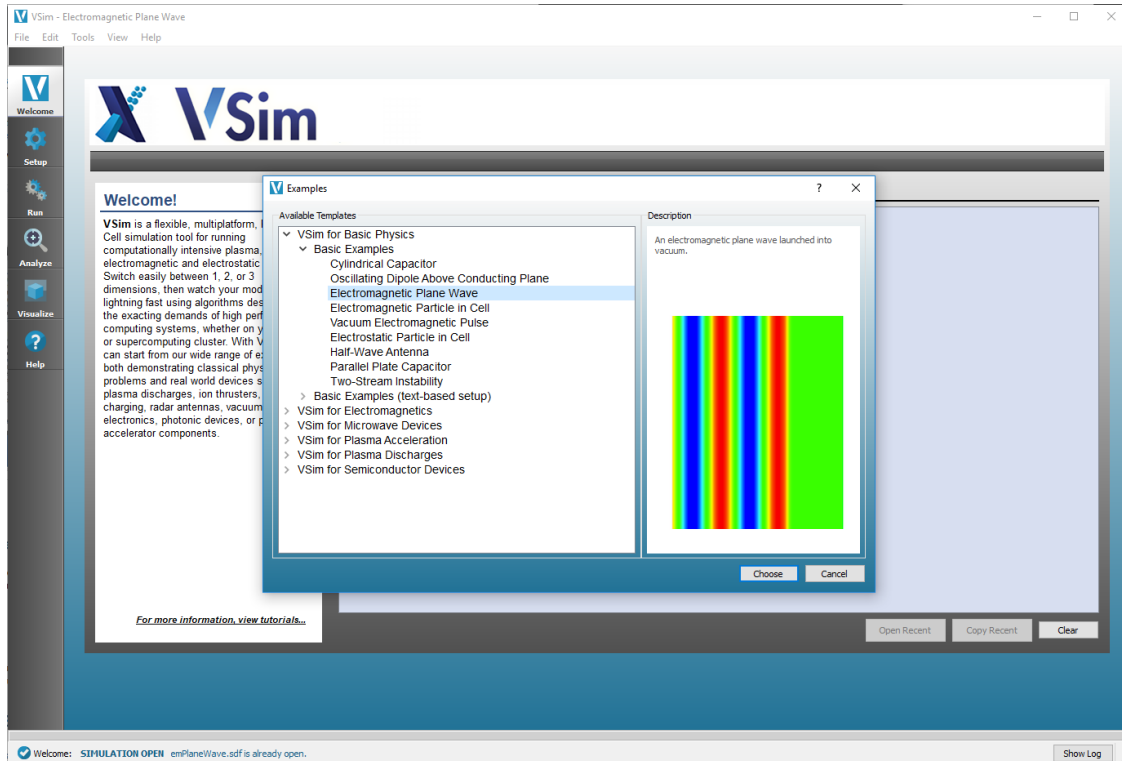 VSim - Electromagnetic Plane Wave
File Edit Tools View Help
Welcome
Setup
Run
Analyze
Visualize
Help
VSim
Welcome!
VSim is a flexible, multiplatform,
Cell simulation tool for running
computationally intensive plasma,
electromagnetic and electrostatic
Switch easily between 1, 2, or 3
dimensions, then watch your mod
lightning fast using algorithms des
the exacting demands of high perf
computing systems, whether on y
or supercomputing cluster. With V
can start from our wide range of e
both demonstrating classical phys
problems and real world devices s
plasma discharges, ion thrusters,
charging, radar antennas, vacuum
electronics, photonic devices, or p
accelerator components.
For more information, view tutorials...
Examples
? 
Available Templates
VSim for Basic Physics
Basic Examples
Cylindrical Capacitor
Oscillating Dipole Above Conducting Plane
Electromagnetic Plane Wave
Electromagnetic Particle in Cell
Vacuum Electromagnetic Pulse
Electrostatic Particle in Cell
Half-Wave Antenna
Parallel Plate Capacitor
Two-Stream Instability
Basic Examples (text-based setup)
VSim for Electromagnetics
VSim for Microwave Devices
VSim for Plasma Acceleration
VSim for Plasma Discharges
VSim for Semiconductor Devices
Description
An electromagnetic plane wave launched into
vacuum.
Choose Cancel
Open Recent Copy Recent Clear
Welcome: SIMULATION OPEN emPlaneWave.sdf is already open.
Show Log